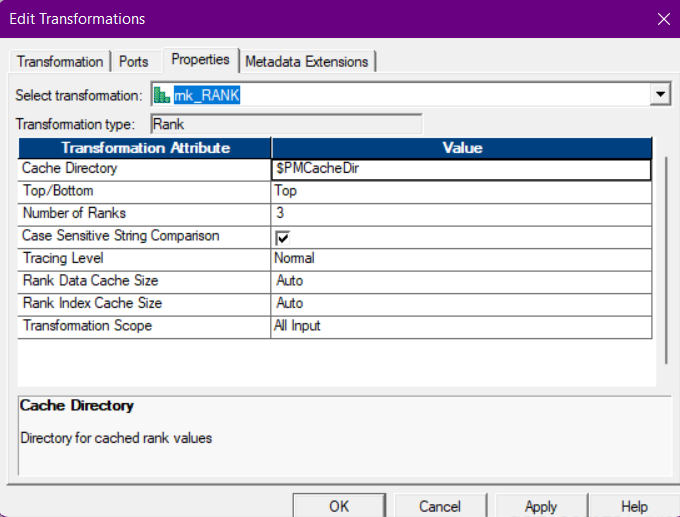 Edit Transformations
Transformation Ports Properties Metadata Extensions
Select transformation: rnk_RANK
Transformation type: Rank
Transformation Attribute Value
Cache Directory $PMCacheDir
Top/Bottom Top
Number of Ranks 3
Case Sensitive String Comparison
Tracing Level Normal
Rank Data Cache Size Auto
Rank Index Cache Size Auto
Transformation Scope All Input
Cache Directory
Directory for cached rank values
OK Cancel Apply Help